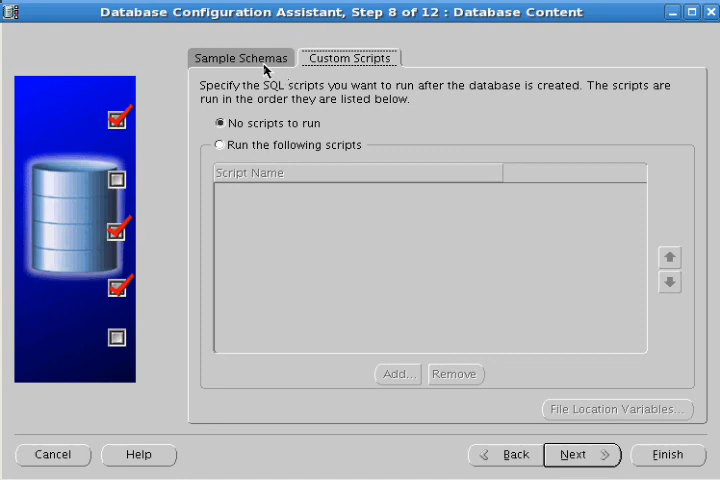 Database Configuration Assistant, Step 8 of 12 : Database Content
Sample Schemas
Custom Scripts
Specify the SQL scripts you want to run after the database is created. The scripts are
run in the order they are listed below.
No scripts to run
Run the following scripts
Script Name
Add...
Remove
File Location Variables...
Cancel
Help
Back
Next
Finish